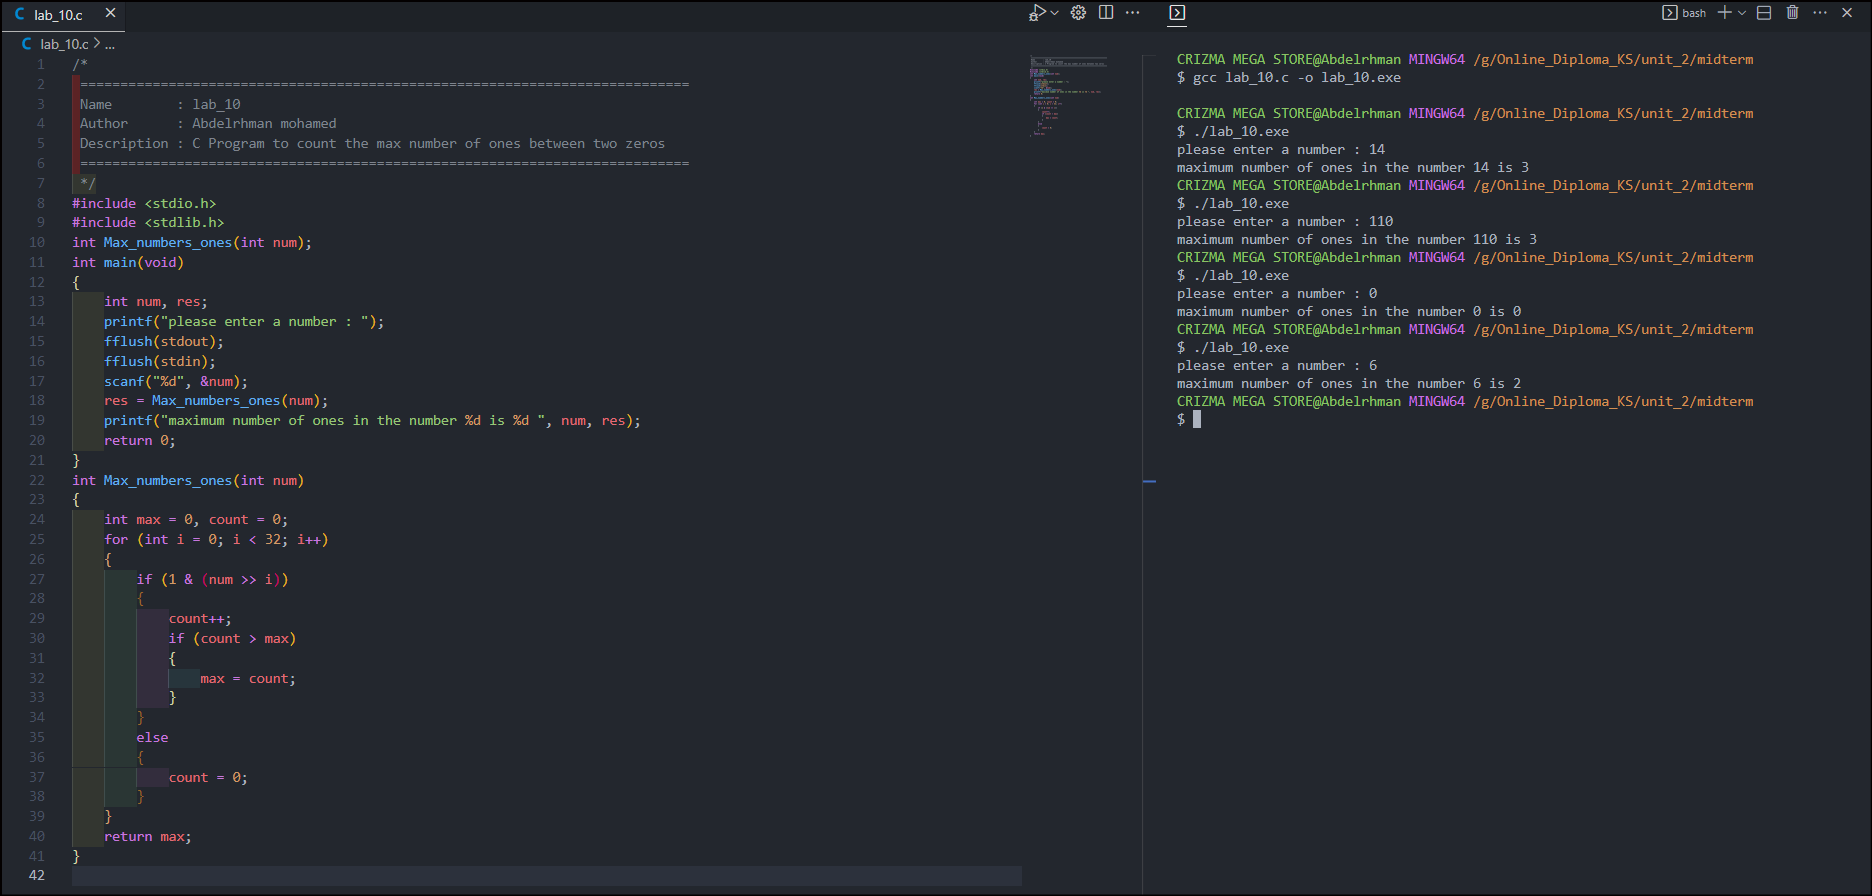 lab_10.c
lab_10.c > ...
1 /*
2 ============================================================================
3 Name        : lab_10
4 Author      : Abdelrhman mohamed
5 Description : C Program to count the max number of ones between two zeros
6 ============================================================================
7 */
8 #include <stdio.h>
9 #include <stdlib.h>
10 int Max_numbers_ones(int num);
11 int main(void)
12 {
13     int num, res;
14     printf("please enter a number : ");
15     fflush(stdout);
16     fflush(stdin);
17     scanf("%d", &num);
18     res = Max_numbers_ones(num);
19     printf("maximum number of ones in the number %d is %d ", num, res);
20     return 0;
21 }
22 int Max_numbers_ones(int num)
23 {
24     int max = 0, count = 0;
25     for (int i = 0; i < 32; i++)
26     {
27         if (1 & (num >> i))
28         {
29             count++;
30             if (count > max)
31             {
32                 max = count;
33             }
34         }
35         else
36         {
37             count = 0;
38         }
39     }
40     return max;
41 }
42
bash
CRIZMA MEGA STORE@Abdelrhman MINGW64 /g/Online_Diploma_KS/unit_2/midterm
$ gcc lab_10.c -o lab_10.exe
CRIZMA MEGA STORE@Abdelrhman MINGW64 /g/Online_Diploma_KS/unit_2/midterm
$ ./lab_10.exe
please enter a number : 14
maximum number of ones in the number 14 is 3
CRIZMA MEGA STORE@Abdelrhman MINGW64 /g/Online_Diploma_KS/unit_2/midterm
$ ./lab_10.exe
please enter a number : 110
maximum number of ones in the number 110 is 3
CRIZMA MEGA STORE@Abdelrhman MINGW64 /g/Online_Diploma_KS/unit_2/midterm
$ ./lab_10.exe
please enter a number : 0
maximum number of ones in the number 0 is 0
CRIZMA MEGA STORE@Abdelrhman MINGW64 /g/Online_Diploma_KS/unit_2/midterm
$ ./lab_10.exe
please enter a number : 6
maximum number of ones in the number 6 is 2
CRIZMA MEGA STORE@Abdelrhman MINGW64 /g/Online_Diploma_KS/unit_2/midterm
$